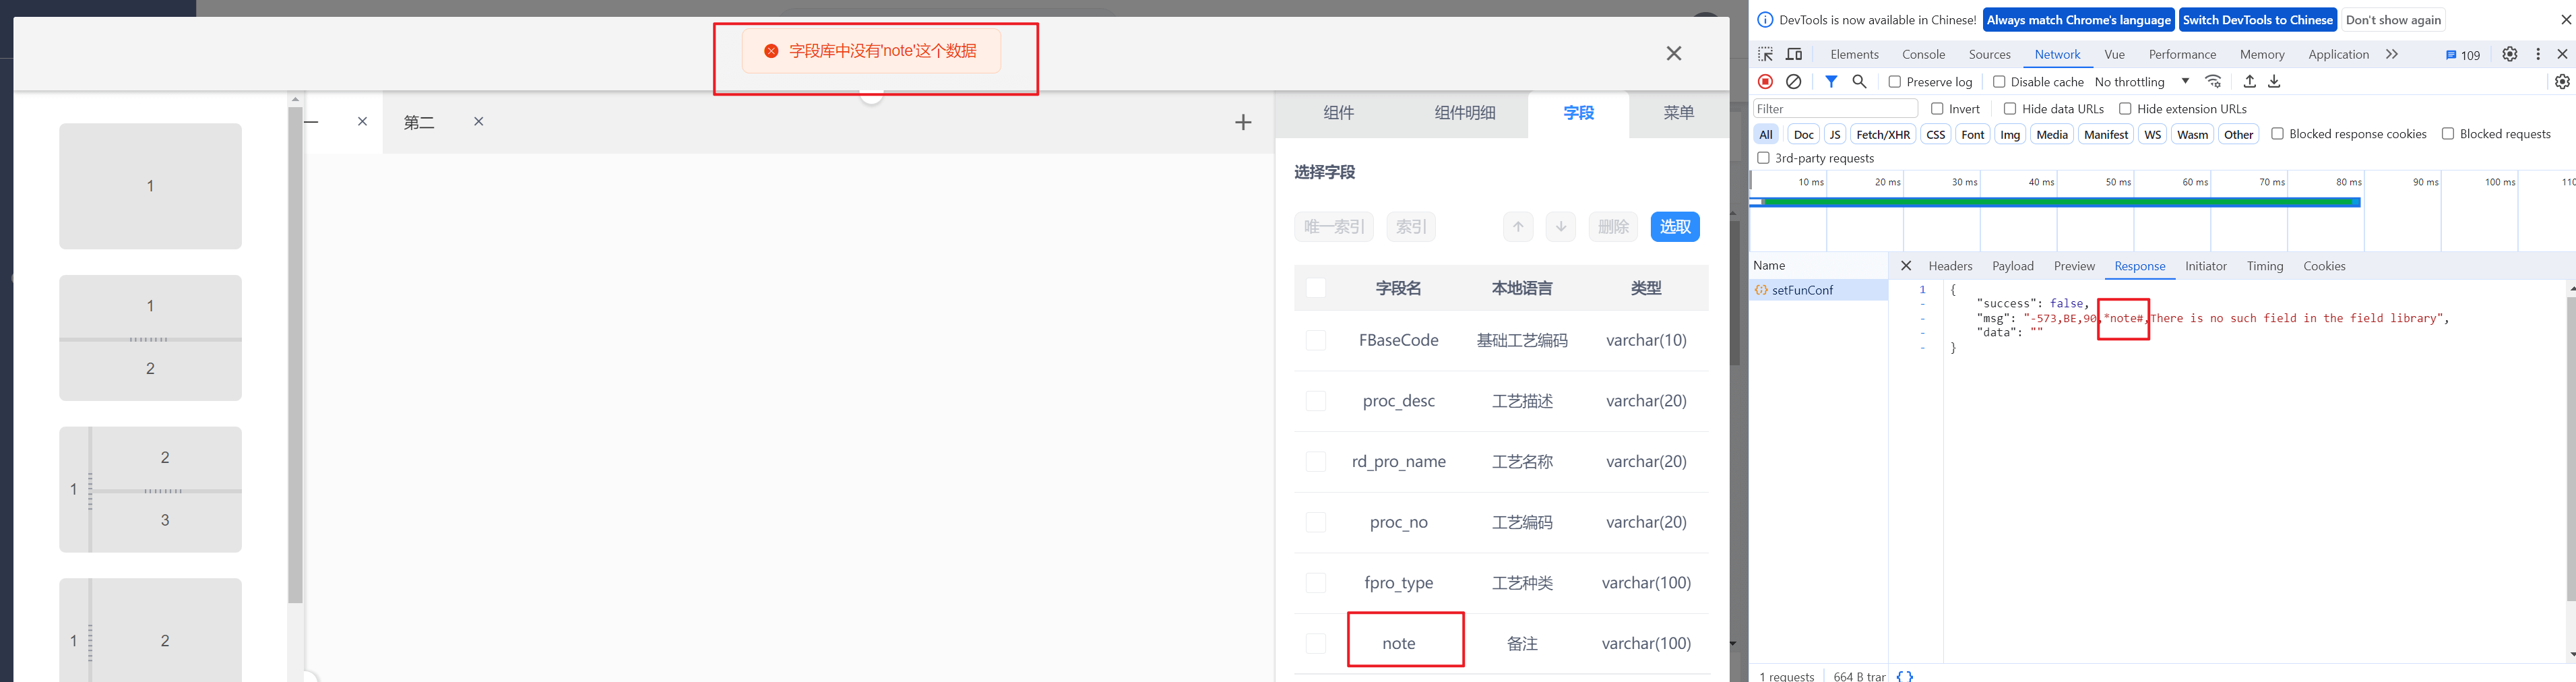 字段库中没有'note'这个数据
一
第二
组件 组件明细 字段 菜单
选择字段
唯一索引 索引 删除 选取
字段名 本地语言 类型
FBaseCode 基础工艺编码 varchar(10)
proc_desc 工艺描述 varchar(20)
rd_pro_name 工艺名称 varchar(20)
proc_no 工艺编码 varchar(20)
fpro_type 工艺种类 varchar(100)
note 备注 varchar(100)
1
1
2
2
1
3
1 2
DevTools is now available in Chinese! Always match Chrome's language Switch DevTools to Chinese Don't show again
Elements Console Sources Network Vue Performance Memory Application 109
Preserve log Disable cache No throttling
Filter Invert Hide data URLs Hide extension URLs
All Doc JS Fetch/XHR CSS Font Img Media Manifest WS Wasm Other Blocked response cookies Blocked requests
3rd-party requests
10 ms 20 ms 30 ms 40 ms 50 ms 60 ms 70 ms 80 ms 90 ms 100 ms 110
Name Headers Payload Preview Response Initiator Timing Cookies
setFunConf
1 {
- "success": false,
- "msg": "-573,BE,90,*note#,There is no such field in the field library",
- "data": ""
- }
1 requests 664 B tran